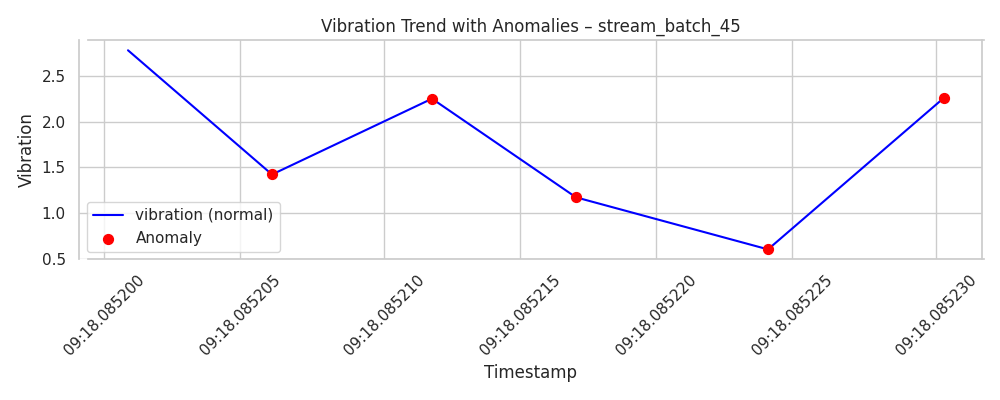 Vibration Trend with Anomalies – stream_batch_45
Vibration
2.5
2.0
1.5
1.0
0.5
vibration (normal)
Anomaly
09:18.085200
09:18.085205
09:18.085210
09:18.085215
09:18.085220
09:18.085225
09:18.085230
Timestamp